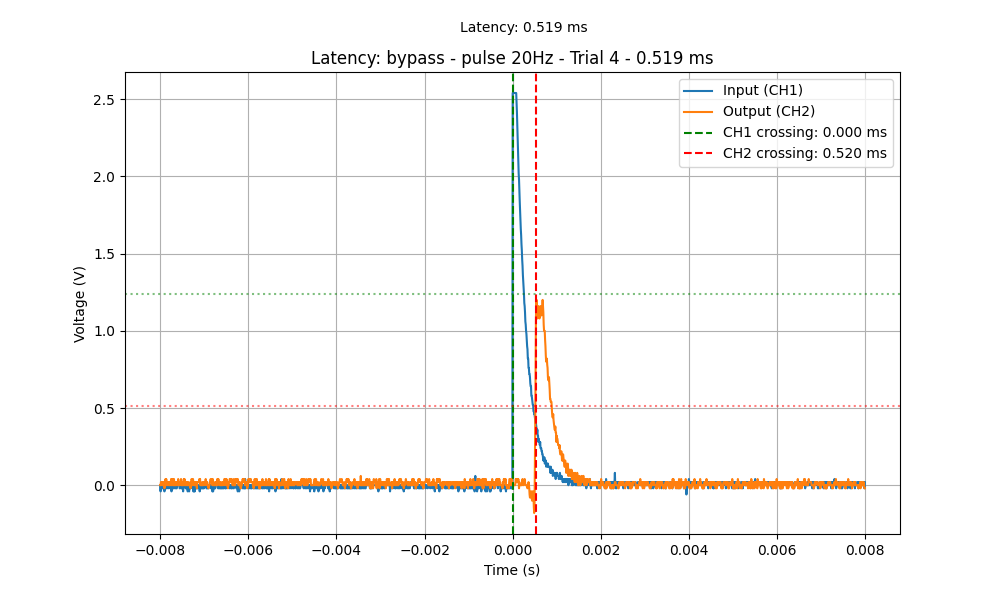 Latency: 0.519 ms
Latency: bypass - pulse 20Hz - Trial 4 - 0.519 ms
Input (CH1)
Output (CH2)
CH1 crossing: 0.000 ms
CH2 crossing: 0.520 ms
Voltage (V)
2.5
2.0
1.5
1.0
0.5
0.0
−0.008 −0.006 −0.004 −0.002 0.000 0.002 0.004 0.006 0.008
Time (s)